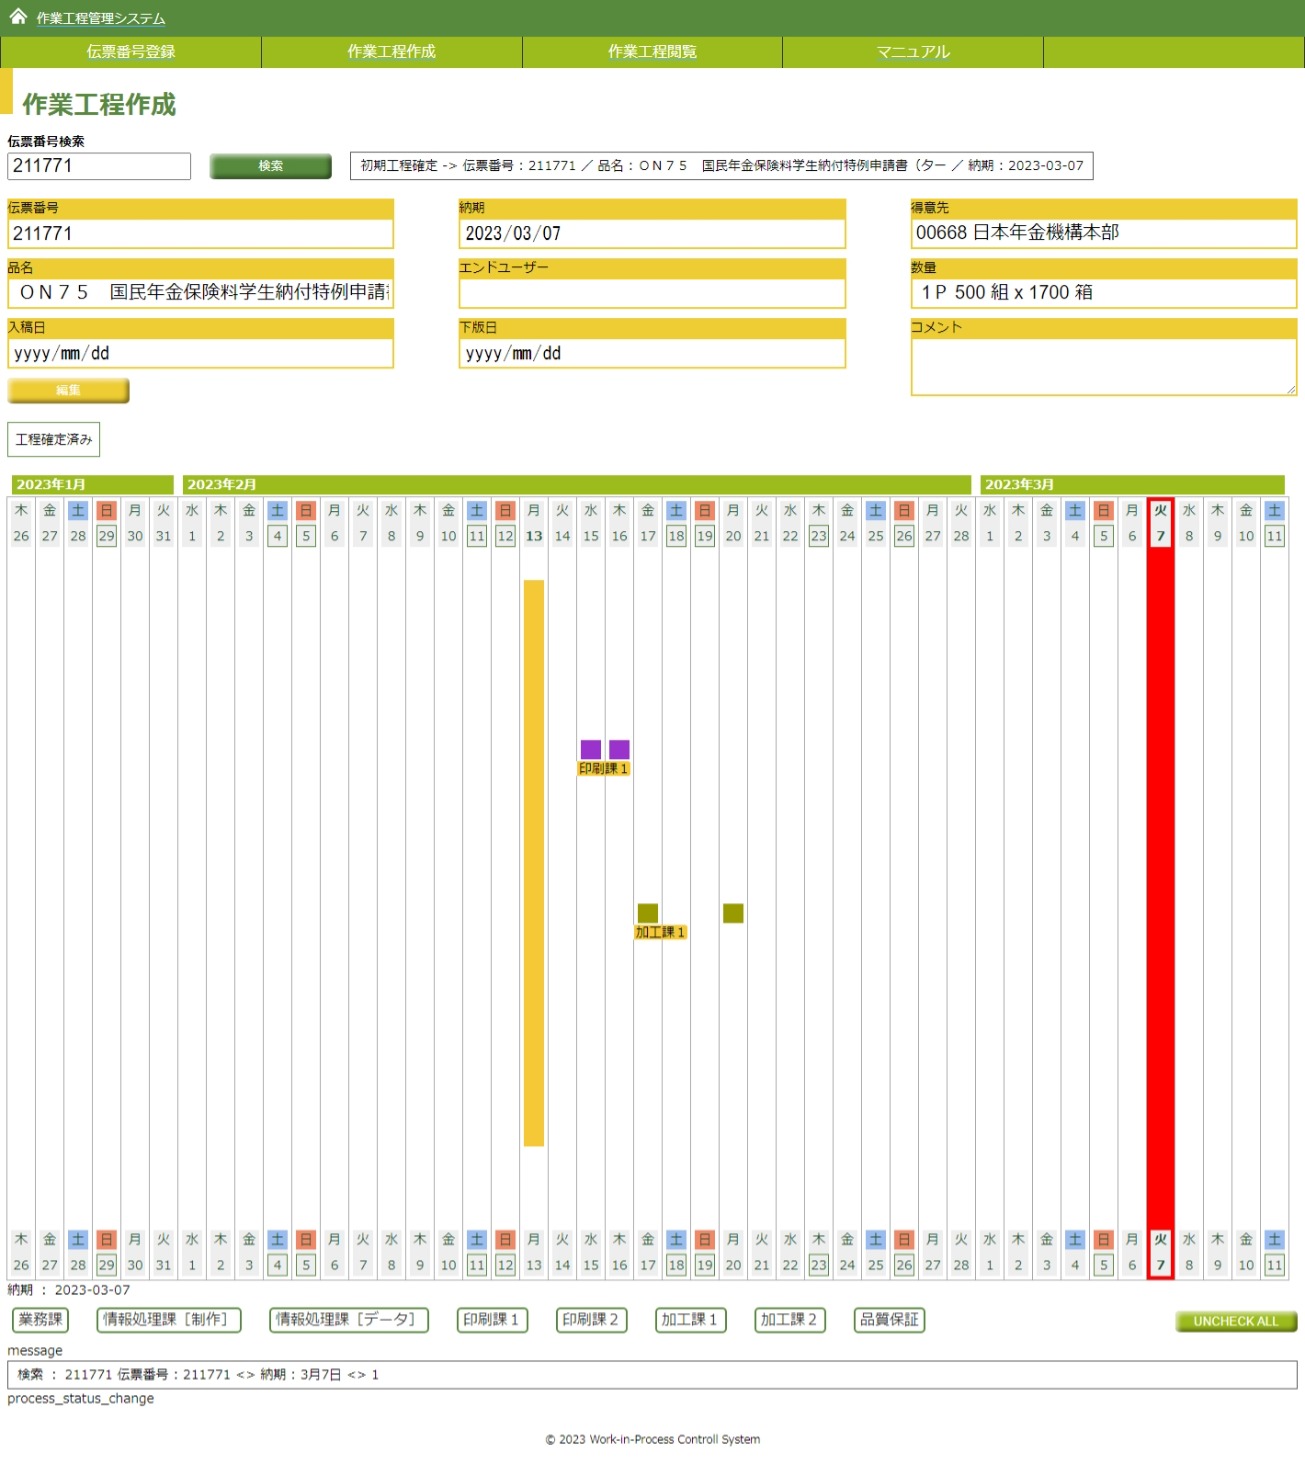 作業工程管理システム
伝票番号登録 作業工程作成 作業工程閲覧 マニュアル
作業工程作成
伝票番号検索
211771 検索 初期工程確定 -> 伝票番号：211771 ／ 品名：ＯＮ７５　国民年金保険料学生納付特例申請書（ター ／ 納期：2023-03-07
伝票番号 納期 得意先
211771 2023/03/07 00668 日本年金機構本部
品名 エンドユーザー 数量
ＯＮ７５　国民年金保険料学生納付特例申請 1Ｐ 500 組 x 1700 箱
入稿日 下版日 コメント
yyyy/mm/dd yyyy/mm/dd
編集
工程確定済み
2023年1月 2023年2月 2023年3月
木 金 土 日 月 火 水 木 金 土 日 月 火 水 木 金 土 日 月 火 水 木 金 土 日 月 火 水 木 金 土 日 月 火 水 木 金 土 日 月 火 水 木 金 土
26 27 28 29 30 31 1 2 3 4 5 6 7 8 9 10 11 12 13 14 15 16 17 18 19 20 21 22 23 24 25 26 27 28 1 2 3 4 5 6 7 8 9 10 11
印刷課１
加工課１
木 金 土 日 月 火 水 木 金 土 日 月 火 水 木 金 土 日 月 火 水 木 金 土 日 月 火 水 木 金 土 日 月 火 水 木 金 土 日 月 火 水 木 金 土
26 27 28 29 30 31 1 2 3 4 5 6 7 8 9 10 11 12 13 14 15 16 17 18 19 20 21 22 23 24 25 26 27 28 1 2 3 4 5 6 7 8 9 10 11
納期 ： 2023-03-07
業務課 情報処理課［制作］ 情報処理課［データ］ 印刷課１ 印刷課２ 加工課１ 加工課２ 品質保証 UNCHECK ALL
message
検索 ： 211771 伝票番号：211771 <> 納期：3月7日 <> 1
process_status_change
© 2023 Work-in-Process Controll System